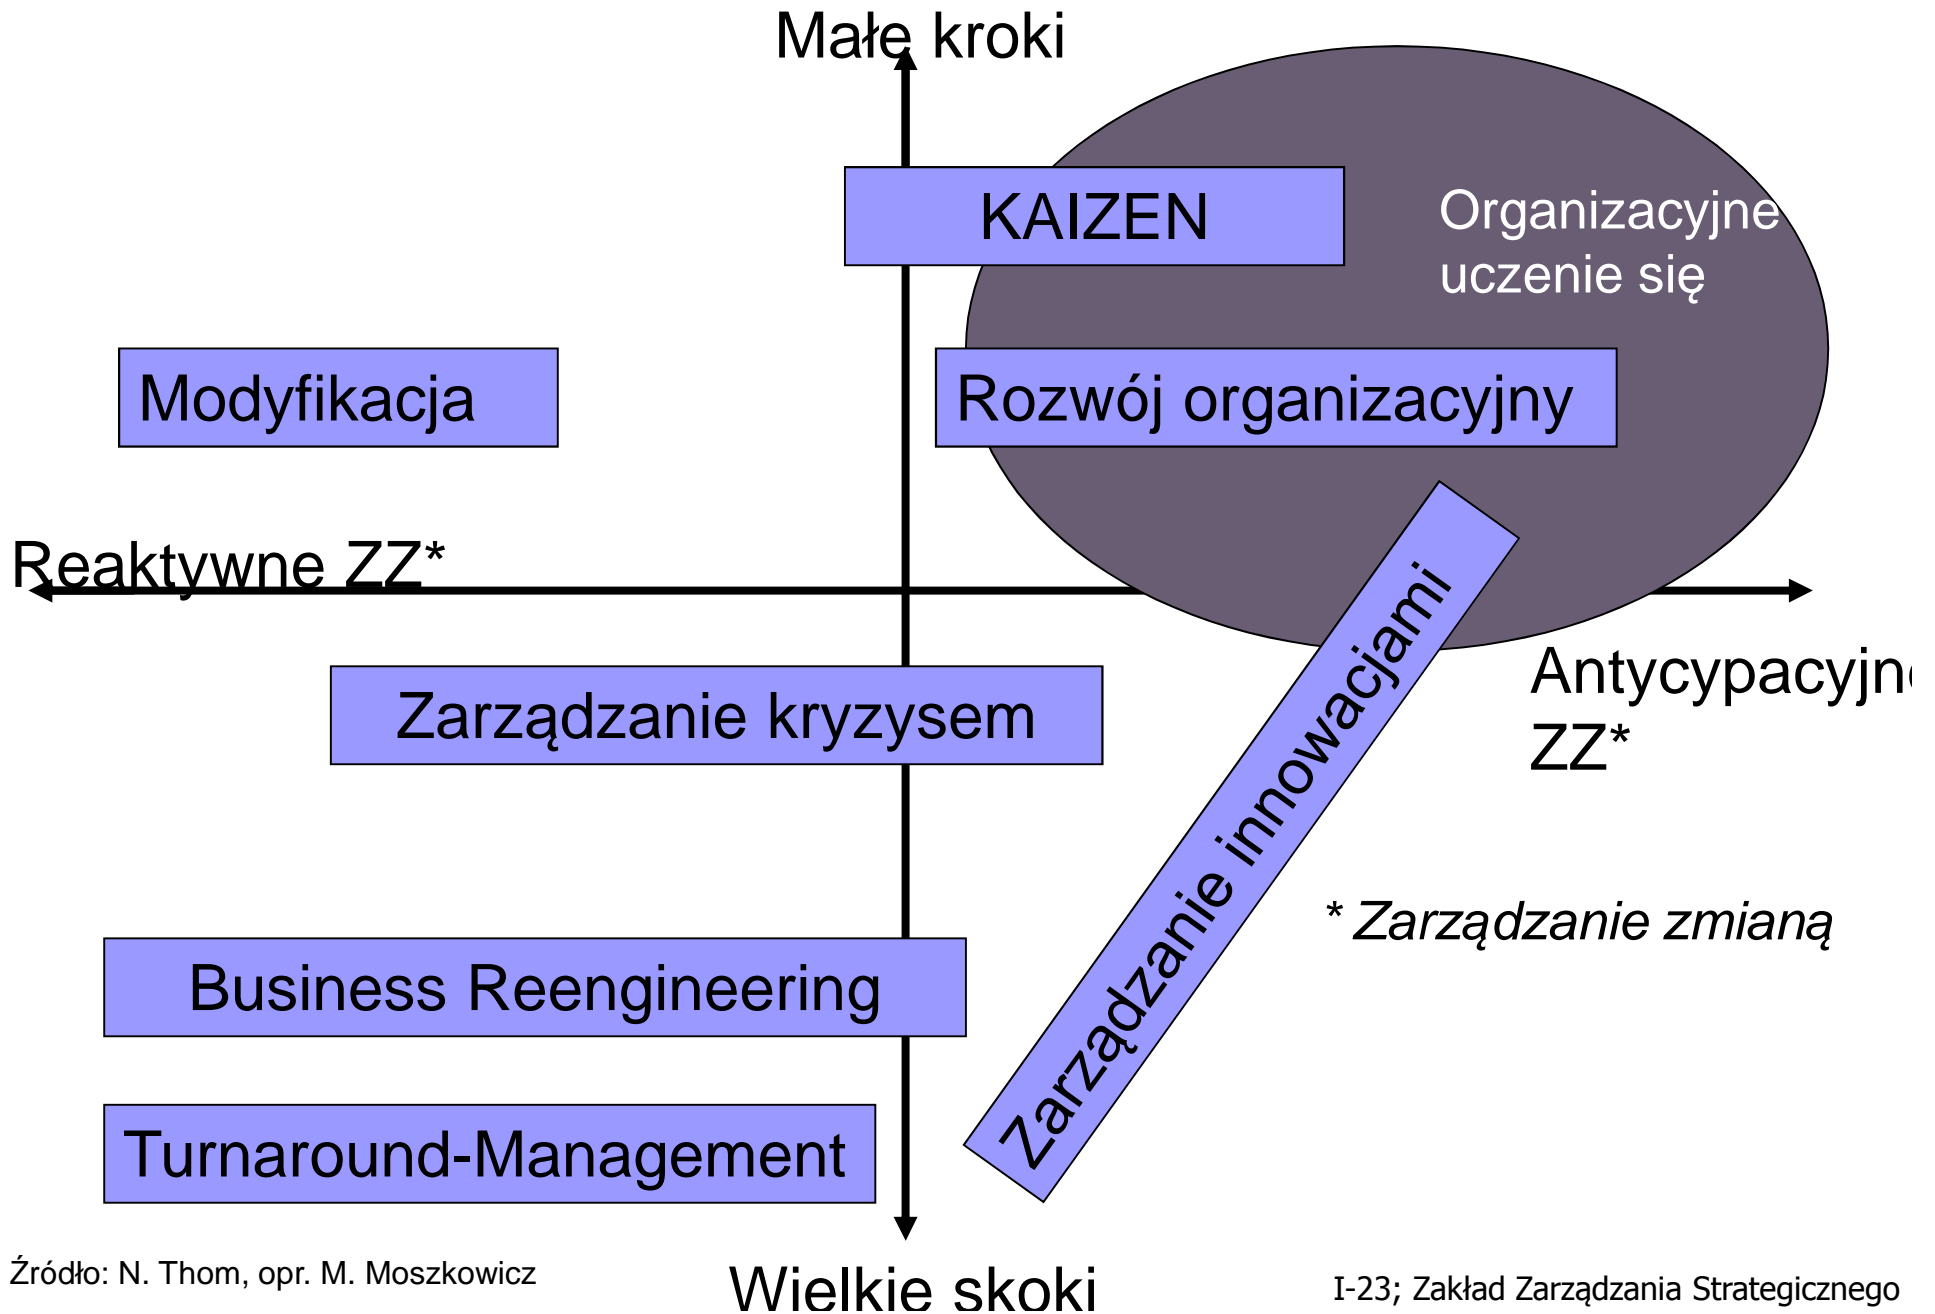 Małe kroki
KAIZEN
Organizacyjne
uczenie się
Modyfikacja
Rozwój organizacyjny
Reaktywne ZZ*
Zarządzanie kryzysem
Antycypacyjn
ZZ*
Zarządzanie innowacjami
* Zarządzanie zmianą
Business Reengineering
Turnaround-Management
Źródło: N. Thom, opr. M. Moszkowicz
Wielkie skoki
I-23; Zakład Zarządzania Strategicznego